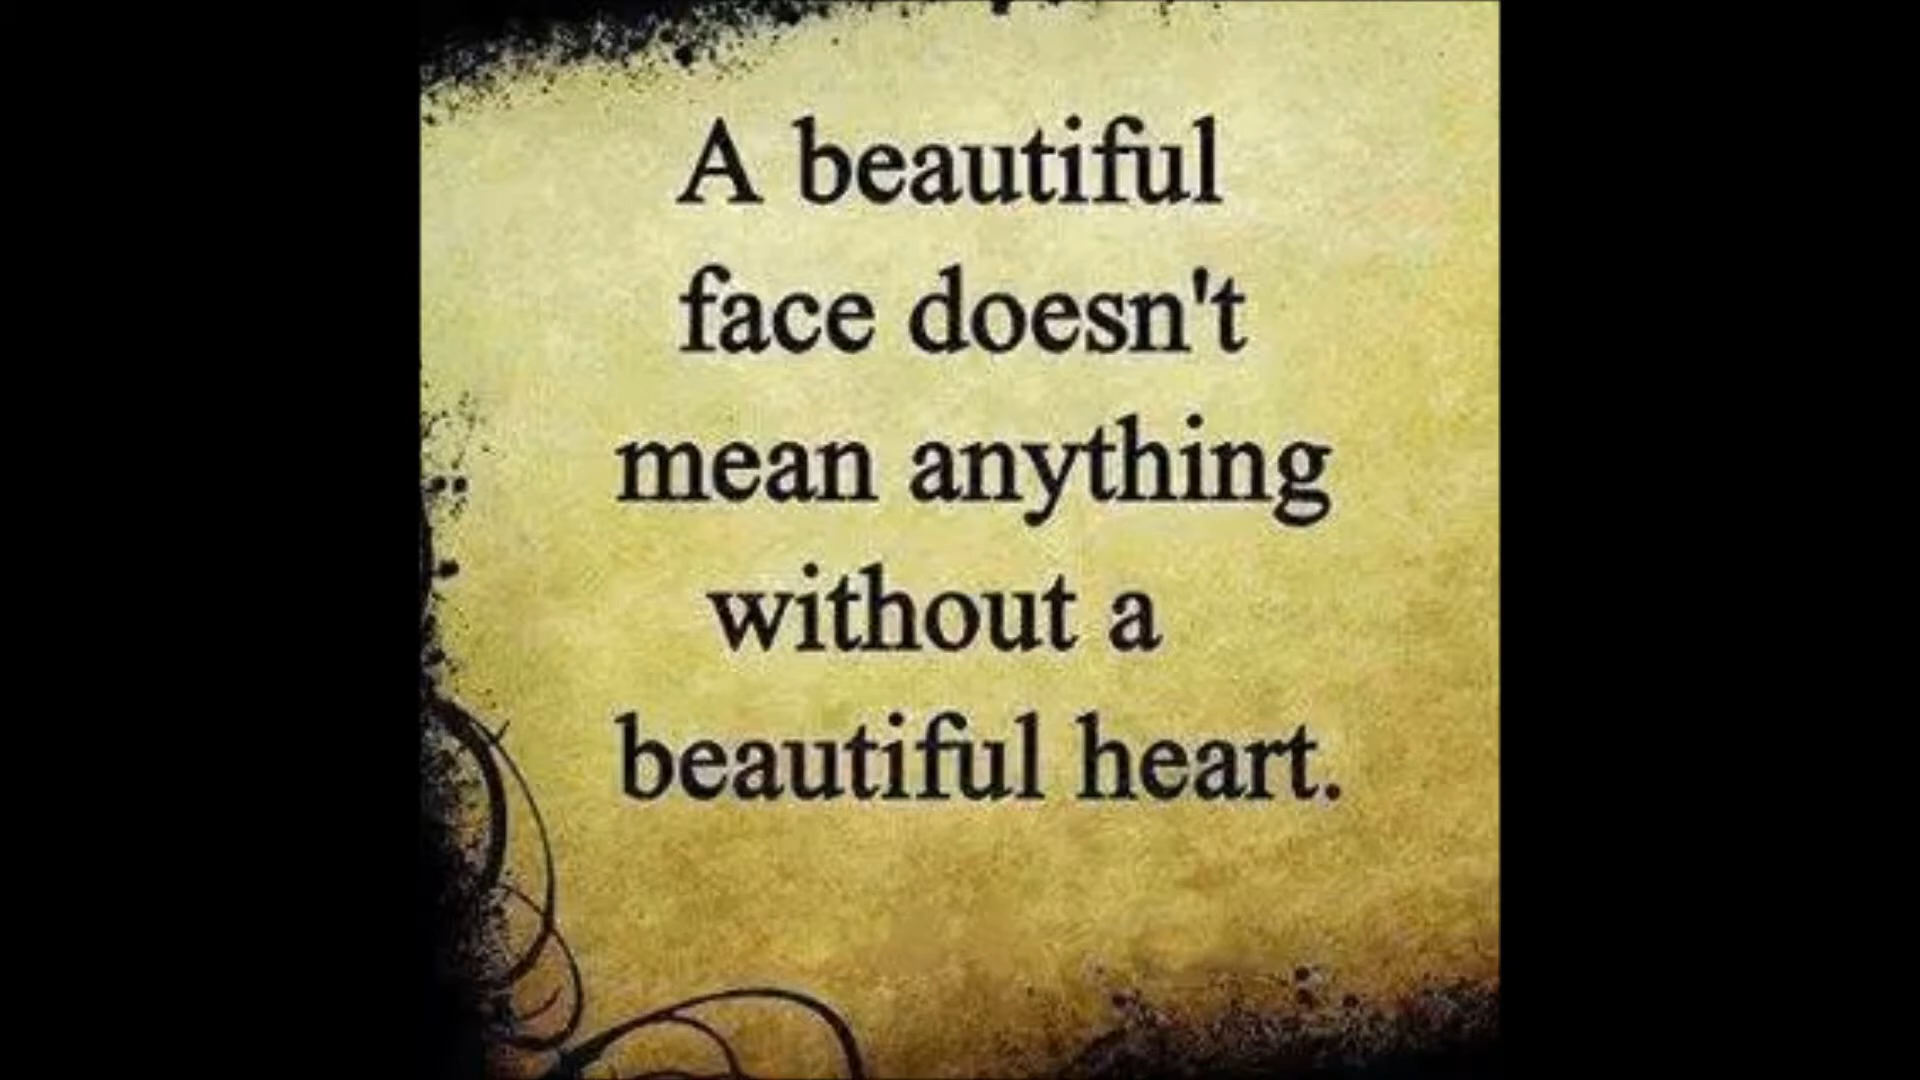 A beautiful
face doesn't
mean anything
without a
beautiful heart.